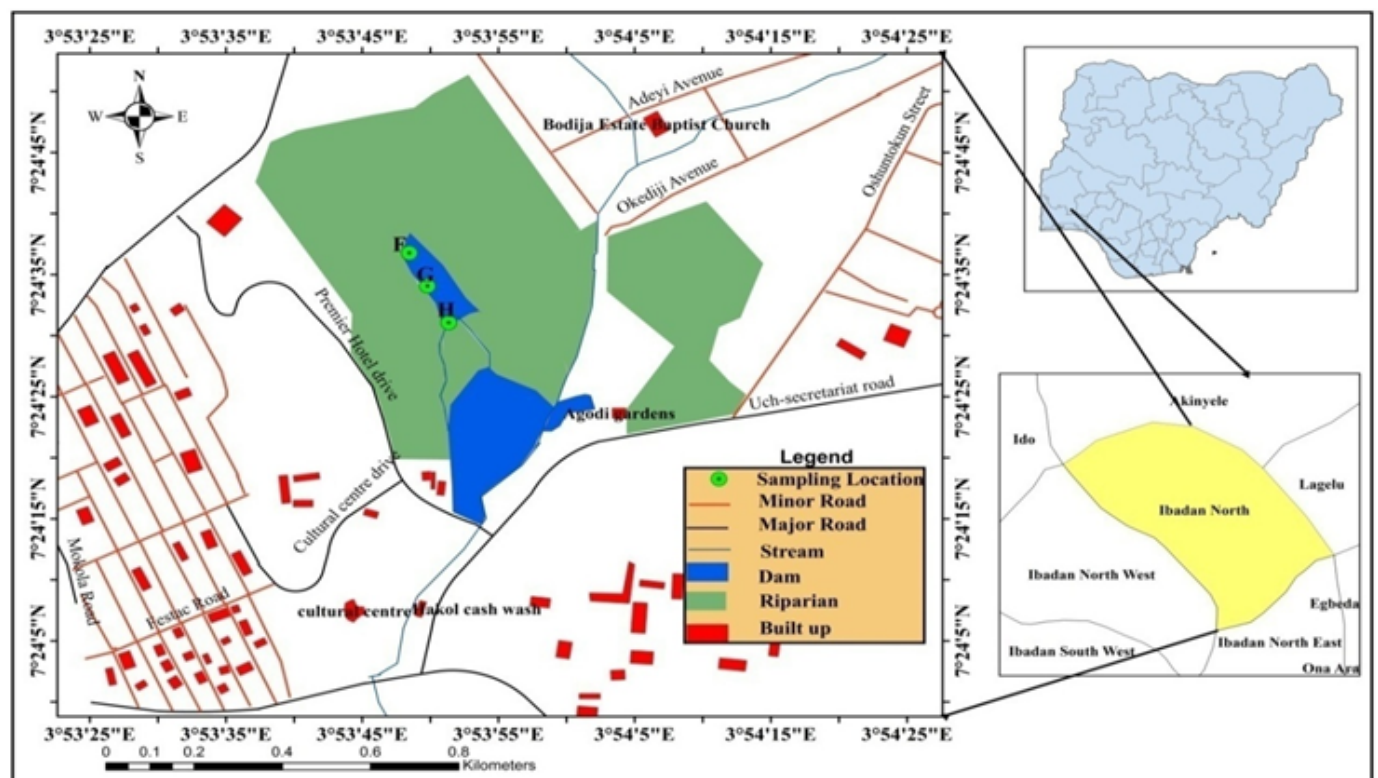 3°53'25"E 3°53'35"E 3°53'45"E 3°53'55"E 3°54'5"E 3°54'15"E 3°54'25"E
N
W E
S
7°24'45"N
7°24'35"N
7°24'25"N
7°24'15"N
7°24'5"N
Adeyi Avenue
Bodija Estate Baptist Church
Okediji Avenue
Oshuntokun Street
F
G
H
Premier Hotel drive
Uch-secretariat road
Agodi gardens
Cultural centre drive
Mokola Road
Festac Road
cultural centre
cash wash
Legend
Sampling Location
Minor Road
Major Road
Stream
Dam
Riparian
Built up
7°24'45"N
7°24'35"N
7°24'25"N
7°24'15"N
7°24'5"N
3°53'25"E 3°53'35"E 3°53'45"E 3°53'55"E 3°54'5"E 3°54'15"E 3°54'25"E
0 0.1 0.2 0.4 0.6 0.8
Kilometers
Akinyele
Ido
Lagelu
Ibadan North
Ibadan North West
Egbeda
Ibadan North East
Ibadan South West
Ona Ara